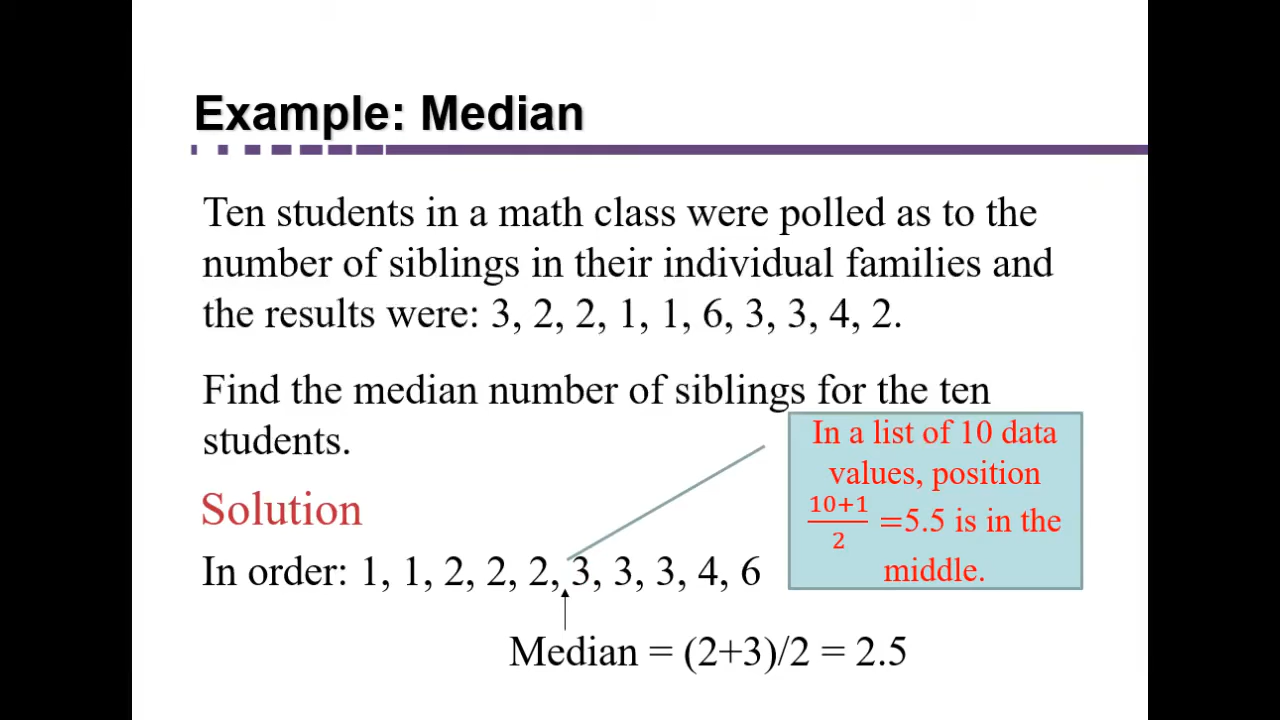 Example: Median
Ten students in a math class were polled as to the
number of siblings in their individual families and
the results were: 3, 2, 2, 1, 1, 6, 3, 3, 4, 2.
Find the median number of siblings for the ten
students.
In a list of 10 data
values, position
10+1
2
=5.5 is in the
middle.
Solution
In order: 1, 1, 2, 2, 2, 3, 3, 3, 4, 6
Median = (2+3)/2 = 2.5